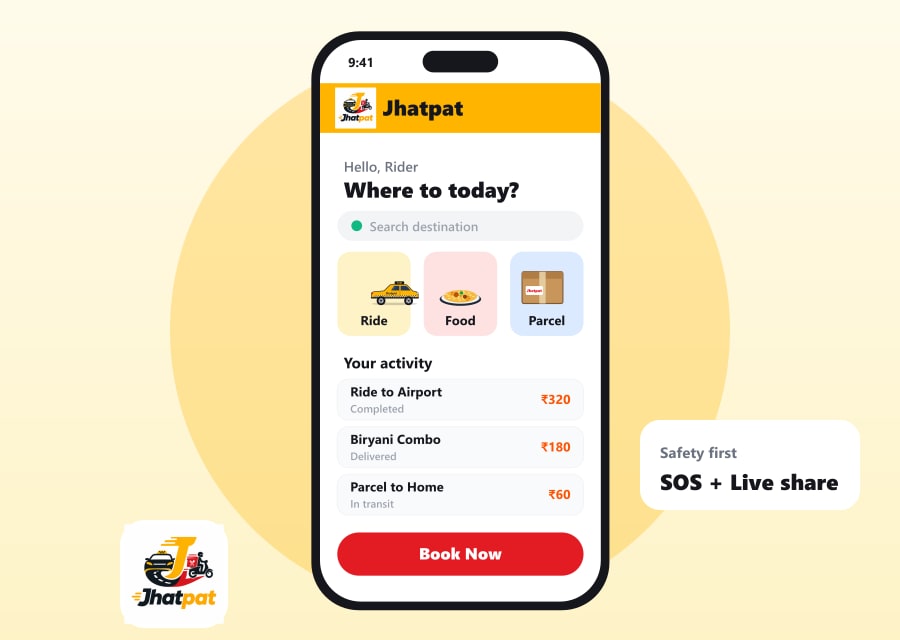 9:41
Jhatpat
Jhatpat
Hello, Rider
Where to today?
Search destination
Ride
Food
Jhatpat
Parcel
Your activity
Ride to Airport
Completed
₹320
Biryani Combo
Delivered
₹180
Parcel to Home
In transit
₹60
Book Now
Safety first
SOS + Live share
Jhatpat